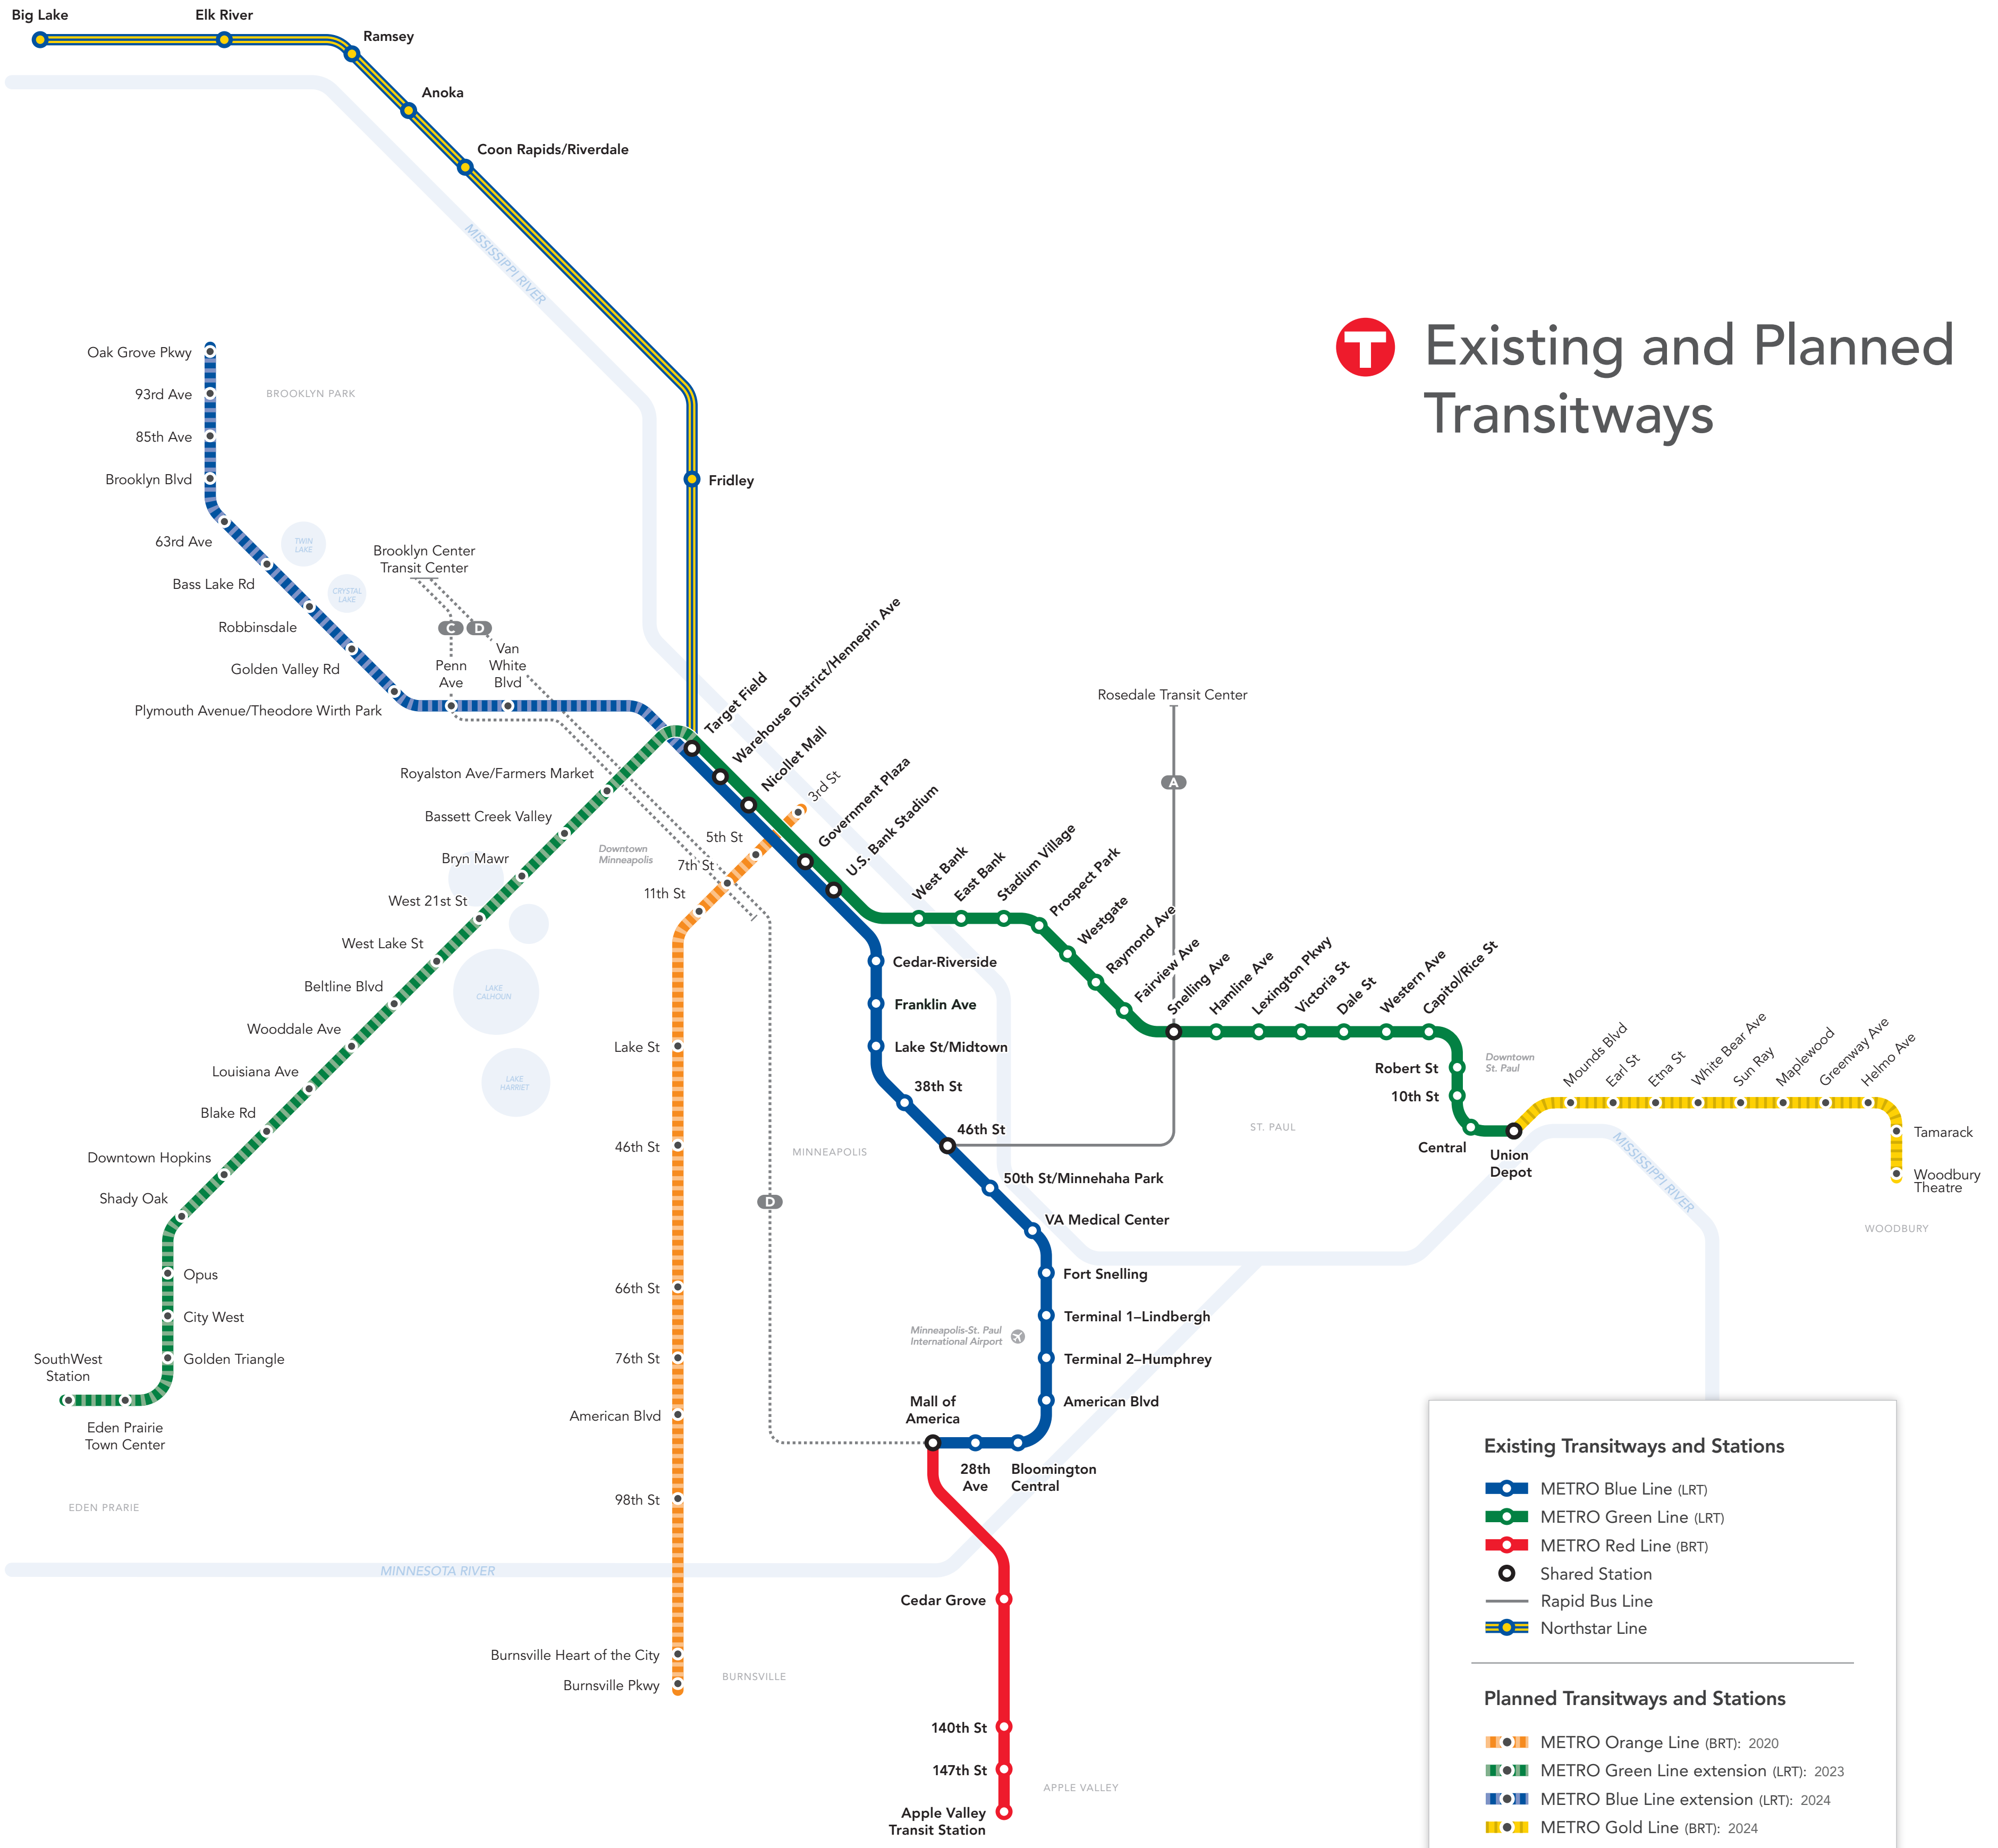 Big Lake
Elk River
Ramsey
Anoka
Coon Rapids/Riverdale
MISSISSIPPI RIVER
Fridley
T
Existing and Planned
Transitways
Oak Grove Pkwy
93rd Ave
BROOKLYN PARK
85th Ave
Brooklyn Blvd
63rd Ave
TWIN
LAKE
Bass Lake Rd
CRYSTAL
LAKE
Robbinsdale
Golden Valley Rd
Plymouth Avenue/Theodore Wirth Park
Brooklyn Center
Transit Center
C
D
Penn
Ave
Van
White
Blvd
Target Field
Warehouse District/Hennepin Ave
Nicollet Mall
Government Plaza
U.S. Bank Stadium
Royalston Ave/Farmers Market
Bassett Creek Valley
Bryn Mawr
West 21st St
West Lake St
Beltline Blvd
Wooddale Ave
Louisiana Ave
Blake Rd
Downtown Hopkins
Shady Oak
Opus
City West
Golden Triangle
SouthWest
Station
Eden Prairie
Town Center
EDEN PRARIE
Downtown
Minneapolis
LAKE
CALHOUN
LAKE
HARRIET
3rd St
5th St
7th St
11th St
Lake St
46th St
66th St
76th St
American Blvd
98th St
Burnsville Heart of the City
Burnsville Pkwy
BURNSVILLE
MINNESOTA RIVER
MINNEAPOLIS
D
West Bank
East Bank
Stadium Village
Prospect Park
Westgate
Raymond Ave
Fairview Ave
Snelling Ave
Hamline Ave
Lexington Pkwy
Victoria St
Dale St
Western Ave
Capitol/Rice St
Robert St
10th St
Central
Union
Depot
Downtown
St. Paul
ST. PAUL
Rosedale Transit Center
A
Mounds Blvd
Earl St
Etna St
White Bear Ave
Sun Ray
Maplewood
Greenway Ave
Helmo Ave
Tamarack
Woodbury
Theatre
WOODBURY
MISSISSIPPI RIVER
Cedar-Riverside
Franklin Ave
Lake St/Midtown
38th St
46th St
50th St/Minnehaha Park
VA Medical Center
Fort Snelling
Terminal 1–Lindbergh
Minneapolis-St. Paul
International Airport
Terminal 2–Humphrey
American Blvd
Mall of
America
28th
Ave
Bloomington
Central
Cedar Grove
140th St
147th St
APPLE VALLEY
Apple Valley
Transit Station
Existing Transitways and Stations
METRO Blue Line (LRT)
METRO Green Line (LRT)
METRO Red Line (BRT)
Shared Station
Rapid Bus Line
Northstar Line
Planned Transitways and Stations
METRO Orange Line (BRT): 2020
METRO Green Line extension (LRT): 2023
METRO Blue Line extension (LRT): 2024
METRO Gold Line (BRT): 2024